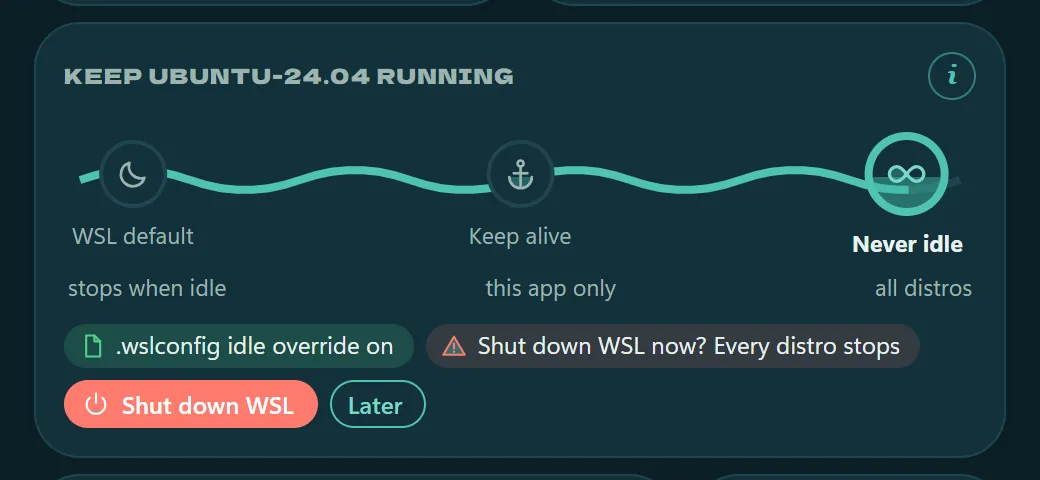 KEEP UBUNTU-24.04 RUNNING
i
WSL default Keep alive Never idle
stops when idle this app only all distros
.wslconfig idle override on Shut down WSL now? Every distro stops
Shut down WSL Later